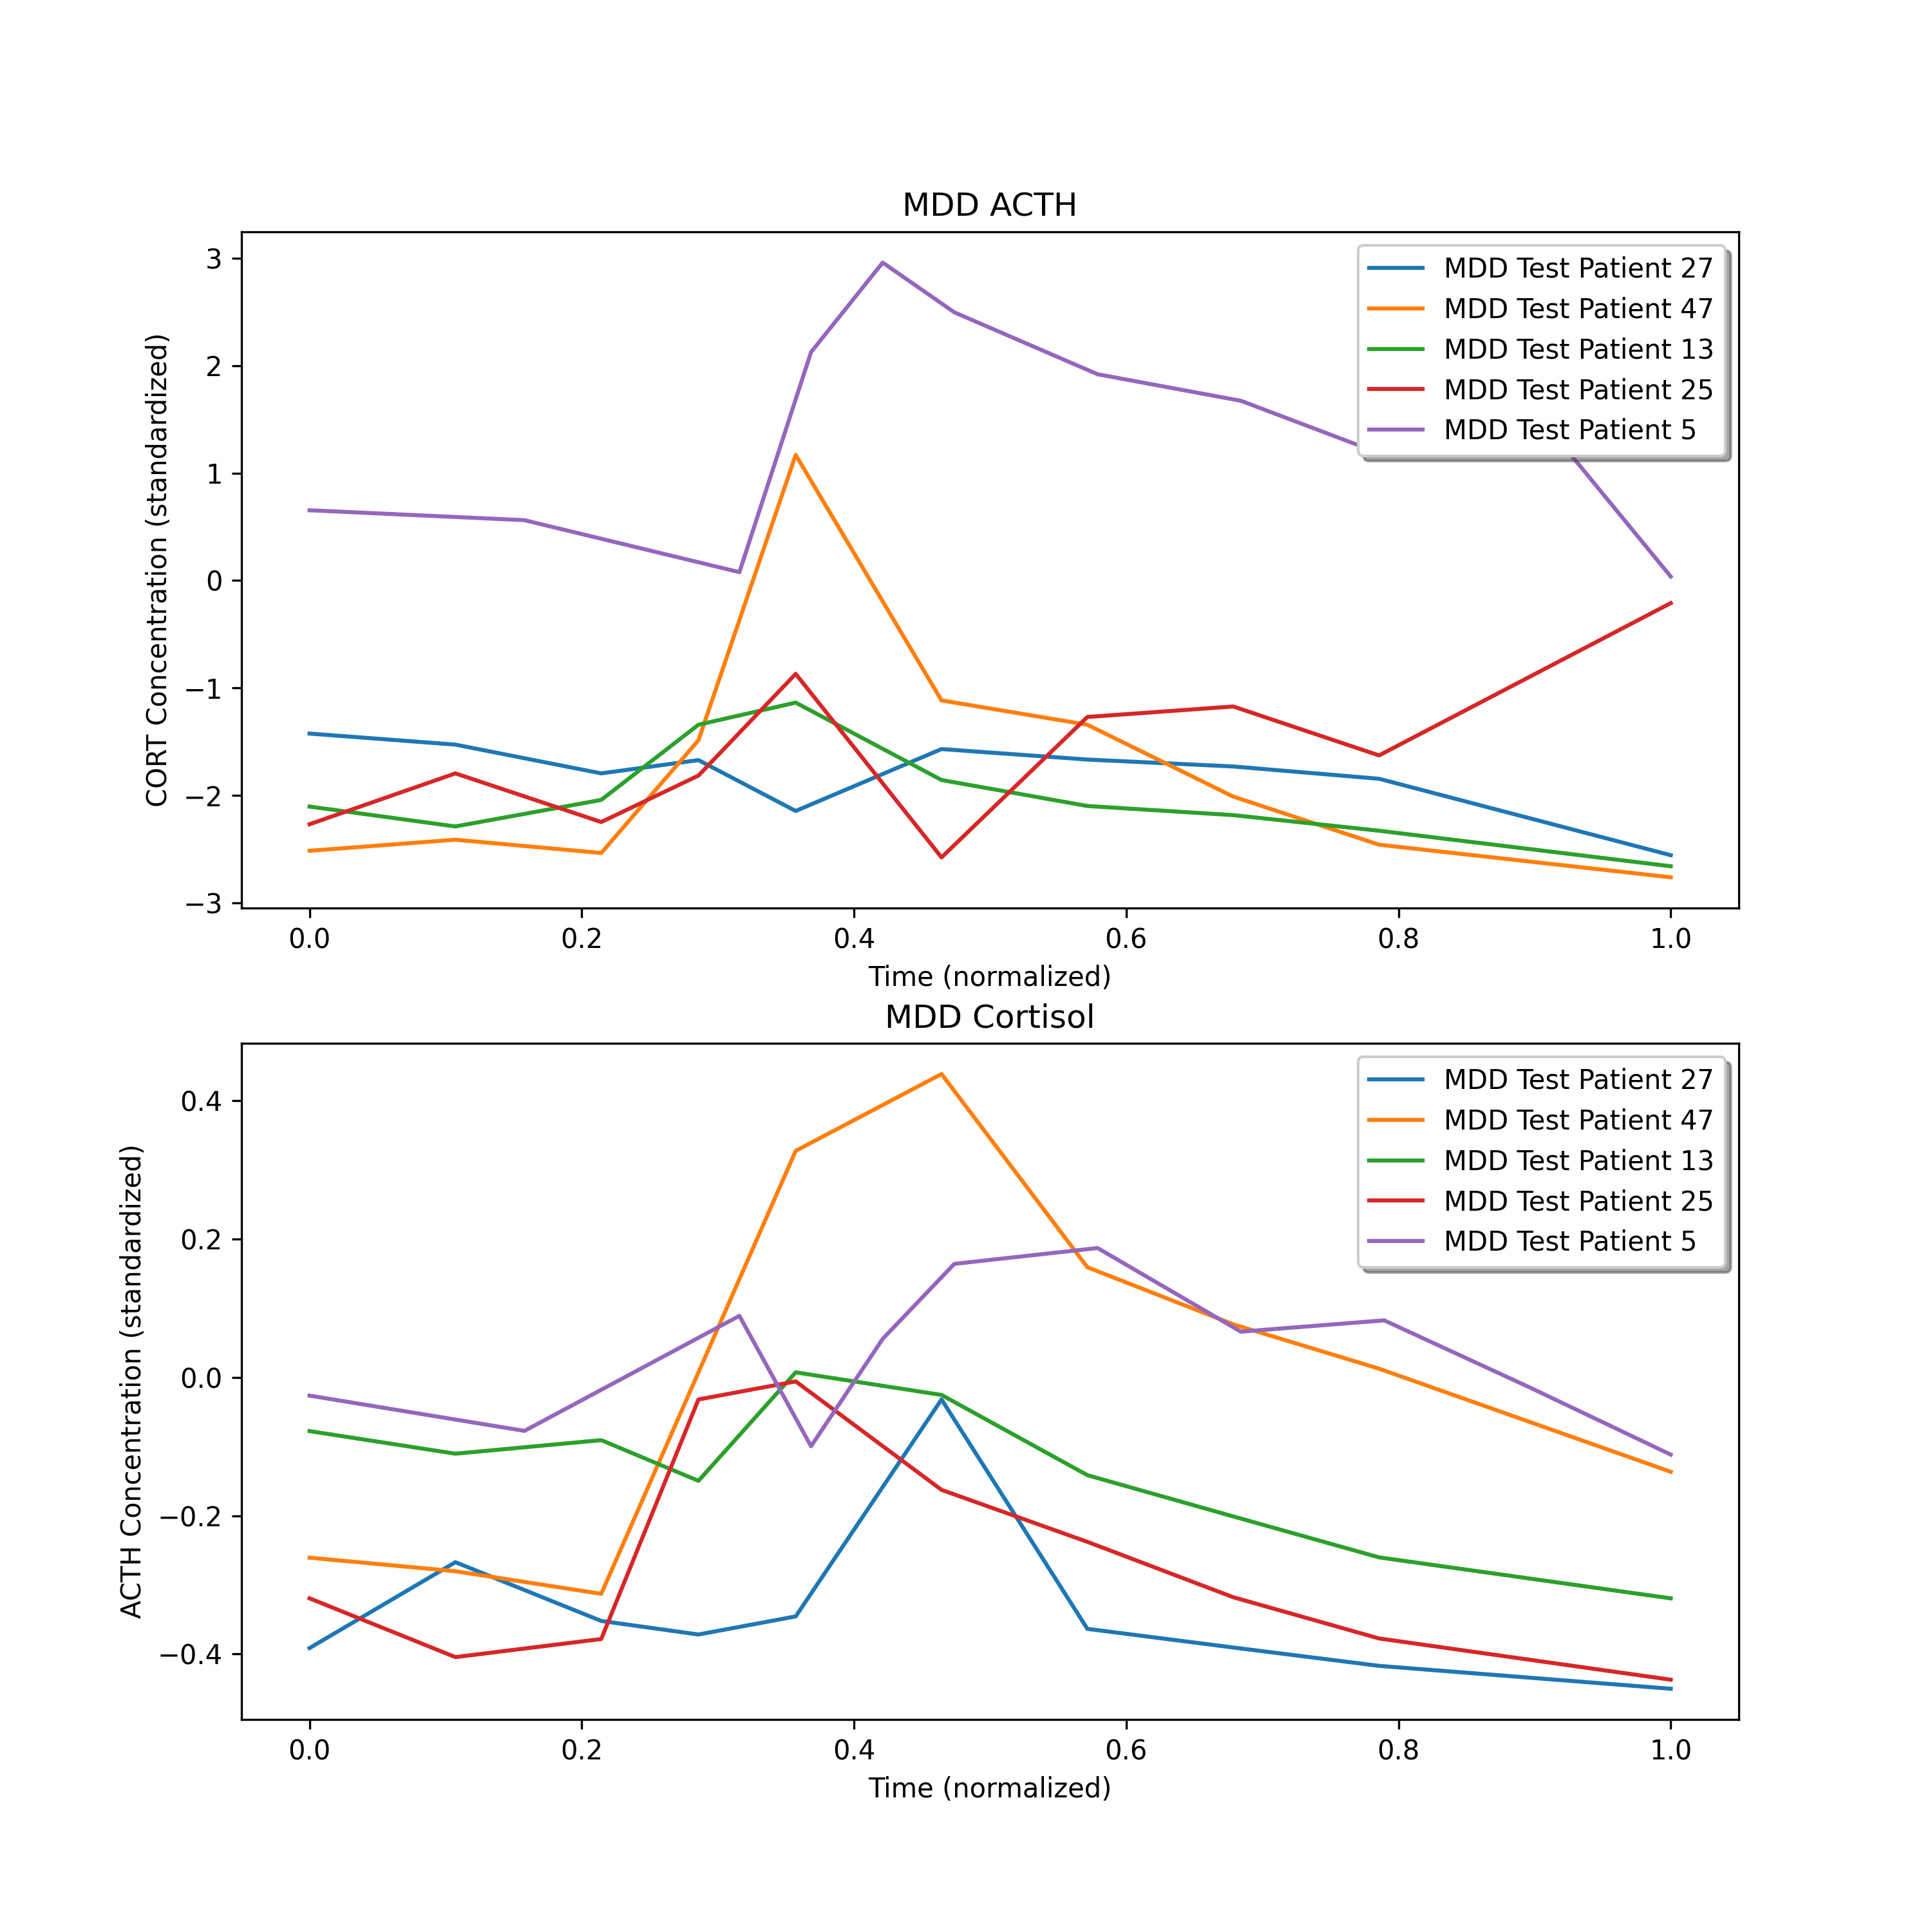 MDD ACTH
CORT Concentration (standardized)
3
2
1
0
−1
−2
−3
MDD Test Patient 27
MDD Test Patient 47
MDD Test Patient 13
MDD Test Patient 25
MDD Test Patient 5
0.0 0.2 0.4 0.6 0.8 1.0
Time (normalized)
MDD Cortisol
ACTH Concentration (standardized)
0.4
0.2
0.0
−0.2
−0.4
MDD Test Patient 27
MDD Test Patient 47
MDD Test Patient 13
MDD Test Patient 25
MDD Test Patient 5
0.0 0.2 0.4 0.6 0.8 1.0
Time (normalized)